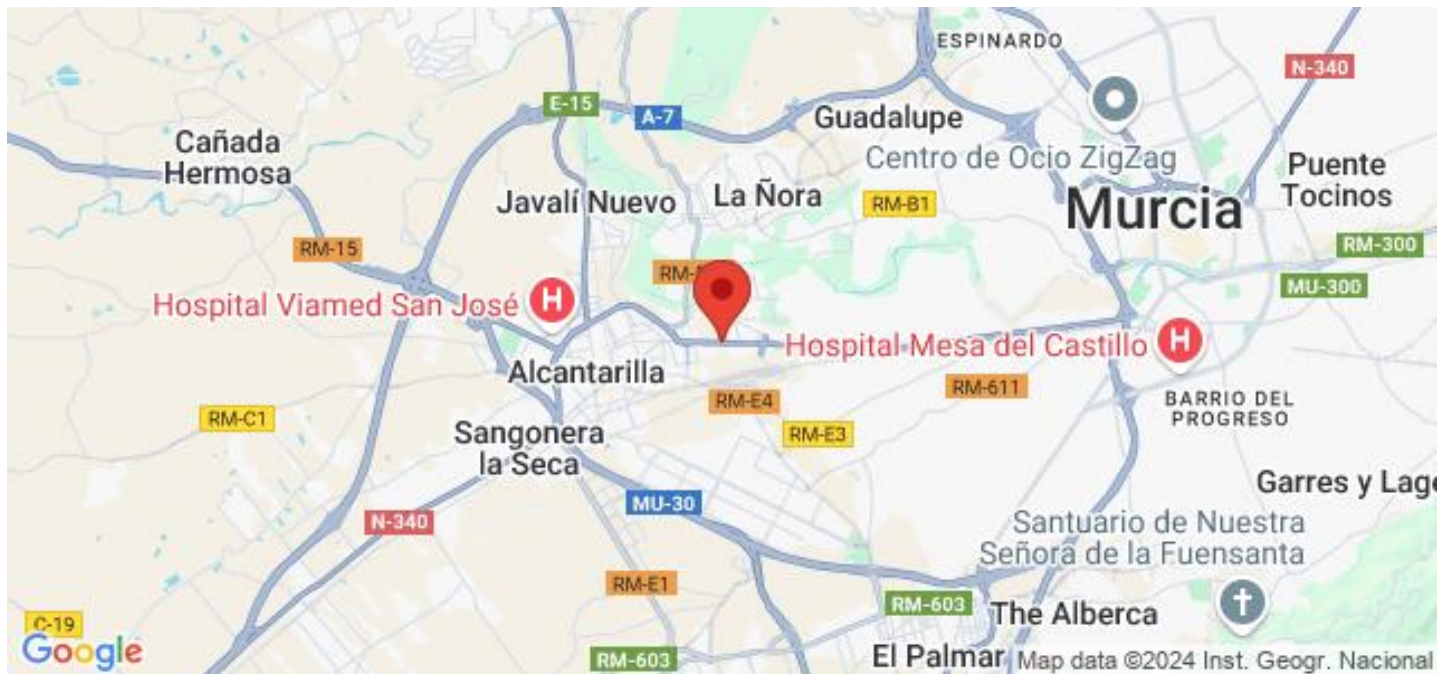 ESPINARDO
N-340
E-15
A-7
Guadalupe
Cañada
Hermosa
Centro de Ocio ZigZag
Puente
Tocinos
Javalí Nuevo
La Ñora
RM-B1
Murcia
RM-15
RM-300
MU-300
Hospital Viamed San José
H
Hospital Mesa del Castillo
H
Alcantarilla
RM-611
RM-E4
BARRIO DEL
PROGRESO
RM-C1
RM-E3
Sangonera
la Seca
Garres y Lage
MU-30
N-340
Santuario de Nuestra
Señora de la Fuensanta
RM-E1
RM-603
The Alberca
C-19
Google
RM-603
El Palmar
Map data ©2024 Inst. Geogr. Nacional